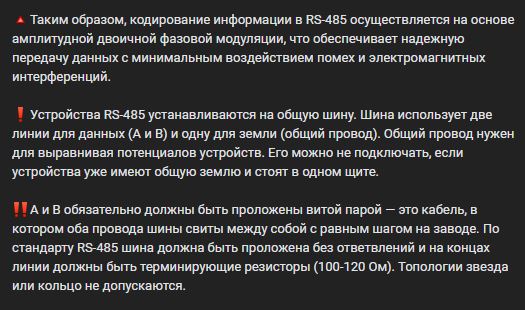 🔺Таким образом, кодирование информации в RS-485 осуществляется на основе
амплитудной двоичной фазовой модуляции, что обеспечивает надежную
передачу данных с минимальным воздействием помех и электромагнитных
интерференций.
❗Устройства RS-485 устанавливаются на общую шину. Шина использует две
линии для данных (А и В) и одну для земли (общий провод). Общий провод нужен
для выравнивая потенциалов устройств. Его можно не подключать, если
устройства уже имеют общую землю и стоят в одном щите.
‼️А и В обязательно должны быть проложены витой парой — это кабель, в
котором оба провода шины свиты между собой с равным шагом на заводе. По
стандарту RS-485 шина должна быть проложена без ответвлений и на концах
линии должны быть терминирующие резисторы (100-120 Ом). Топологии звезда
или кольцо не допускаются.